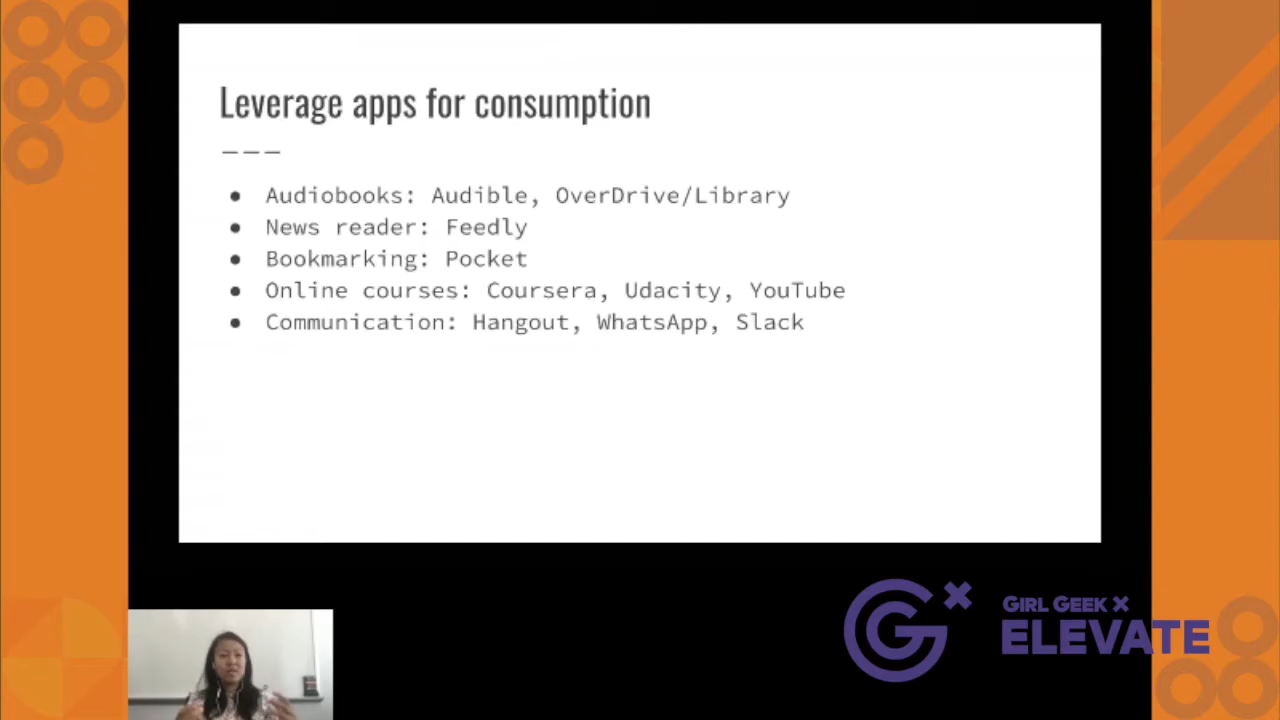 Leverage apps for consumption
● Audiobooks: Audible, OverDrive/Library
● News reader: Feedly
● Bookmarking: Pocket
● Online courses: Coursera, Udacity, YouTube
● Communication: Hangout, WhatsApp, Slack
GIRL GEEK X
ELEVATE